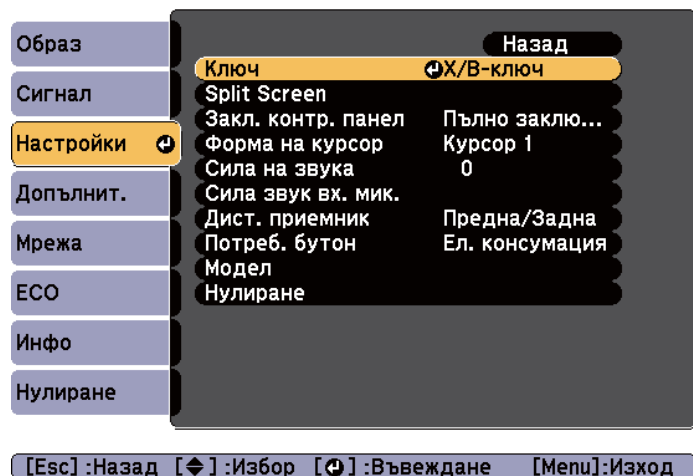 Образ
Сигнал
Настройки
Допълнит.
Мрежа
ECO
Инфо
Нулиране
Назад
Ключ X/В-ключ
Split Screen
Закл. контр. панел Пълно заклю...
Форма на курсор Курсор 1
Сила на звука 0
Сила звук вх. мик.
Дист. приемник Предна/Задна
Потреб. бутон Ел. консумация
Модел
Нулиране
[Esc] :Назад [◆] :Избор [⏎] :Въвеждане [Menu]:Изход